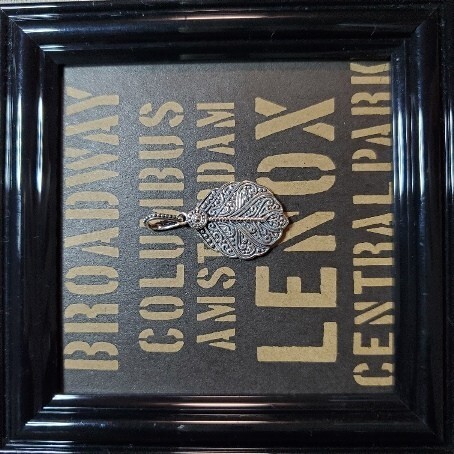 BROADWAY
COLUMBUS
AMSTERDAM
LENOX
CENTRAL PARK